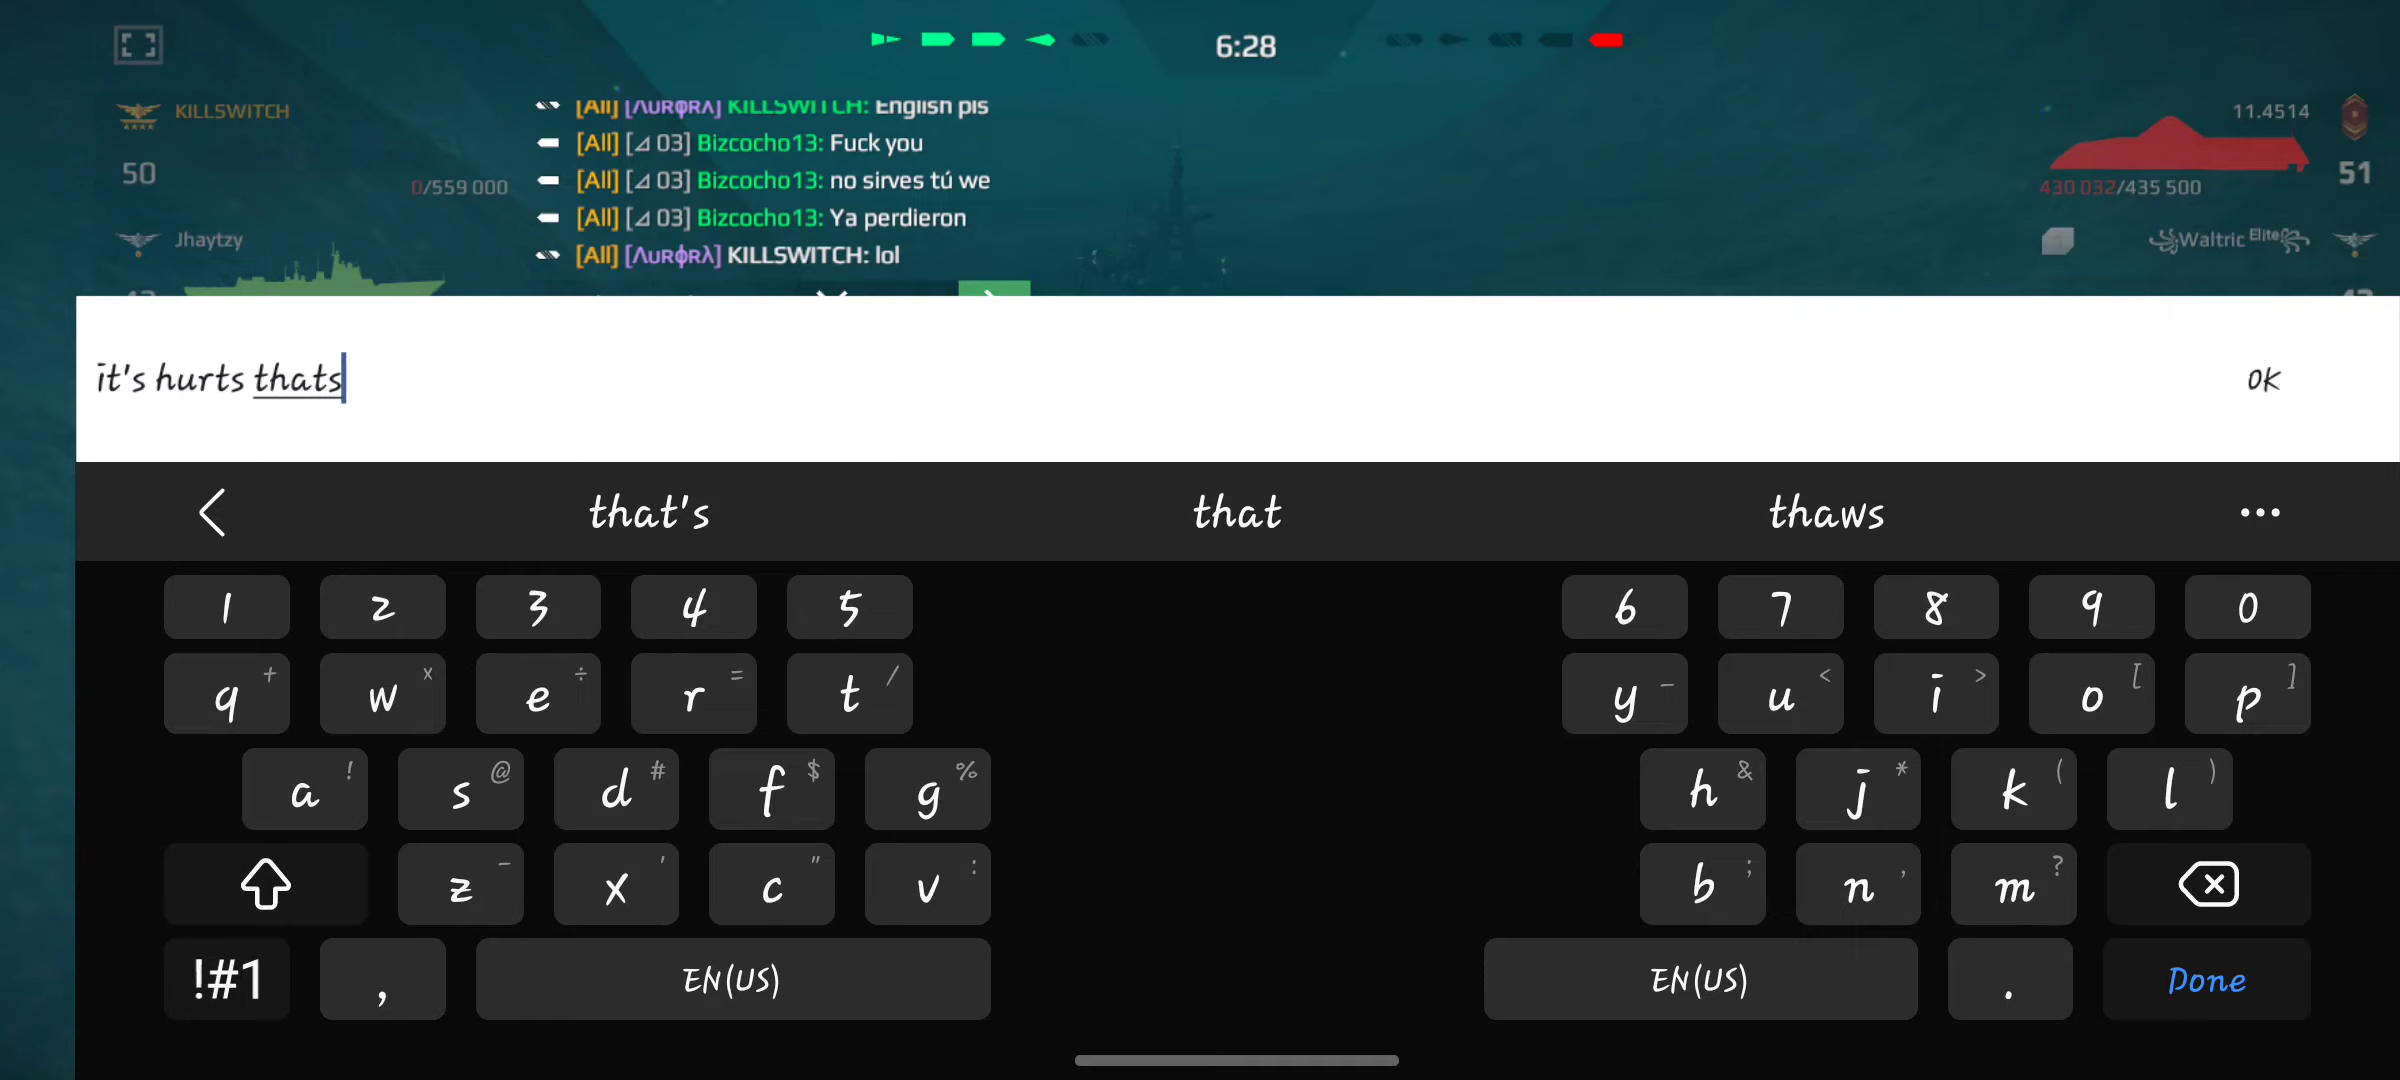 6:28
KILLSWITCH
50
0/559 000
Jhaytzy
[All] [ΛURφRΛ] KILLSWITCH: English pls
[All] [⊿ 03] Bizcocho13: Fuck you
[All] [⊿ 03] Bizcocho13: no sirves tú we
[All] [⊿ 03] Bizcocho13: Ya perdieron
[All] [ΛURφRλ] KILLSWITCH: lol
11.4514
51
430 032/435 500
Waltric Elite
it's hurts thats
OK
that's that thaws
1 2 3 4 5 6 7 8 9 0
q + w × e ÷ r = t / y - u < i > o [ p ]
a ! s @ d # f $ g % h & j * k ( l )
z - x ' c " v : b ; n , m ?
!#1 , EN(US) EN(US) . Done